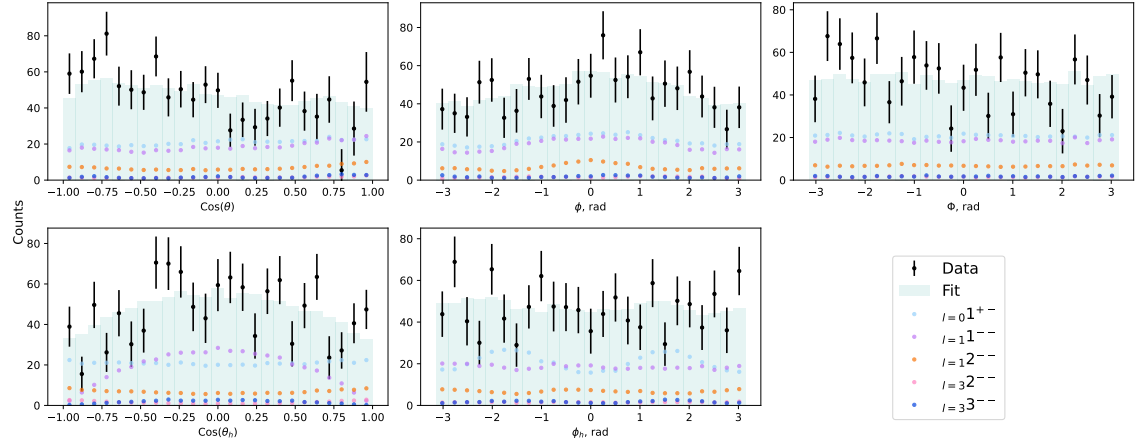 80
60
40
20
0
−1.00 −0.75 −0.50 −0.25 0.00 0.25 0.50 0.75 1.00
Cos(θ)
80
60
40
20
0
−3 −2 −1 0 1 2 3
ϕ, rad
80
60
40
20
0
−3 −2 −1 0 1 2 3
Φ, rad
Counts
80
60
40
20
0
−1.00 −0.75 −0.50 −0.25 0.00 0.25 0.50 0.75 1.00
Cos(θ_h)
80
60
40
20
0
−3 −2 −1 0 1 2 3
ϕ_h, rad
Data
Fit
l = 0 1^{+−}
l = 1 1^{−−}
l = 1 2^{−−}
l = 3 2^{−−}
l = 3 3^{−−}